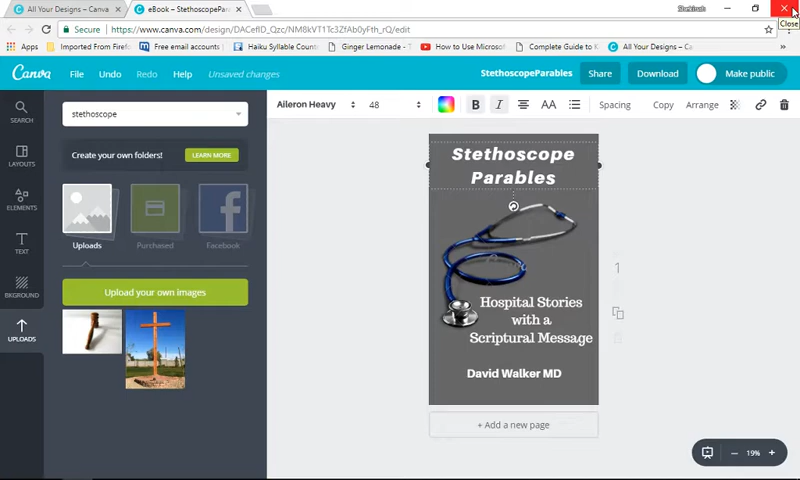 All Your Designs – Canva
eBook – StethoscopePara
Close
Secure
https://www.canva.com/design/DACefID_Qzc/NM8kVT1Tc3ZfAb0yFth_rQ/edit
Apps
Bookmarks
Imported From Firefox
Free email accounts
Haiku Syllable Counter
Ginger Lemonade -
How to Use Microsof
Complete Guide to K
All Your Designs – Ca
Canva
File
Undo
Redo
Help
Unsaved changes
StethoscopeParables
Share
Download
Make public
stethoscope
Aileron Heavy
48
B
I
AA
Spacing
Copy
Arrange
SEARCH
LAYOUTS
ELEMENTS
TEXT
BKGROUND
UPLOADS
Create your own folders!
LEARN MORE
Uploads
Purchased
Facebook
Upload your own images
Stethoscope
Parables
Hospital Stories
with a
Scriptural Message
David Walker MD
1
+ Add a new page
19%